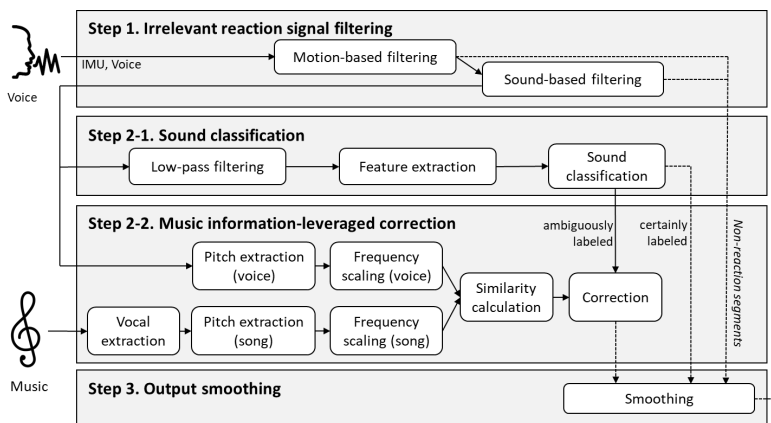 Step 1. Irrelevant reaction signal filtering
Motion-based filtering
IMU, Voice
Sound-based filtering
Voice
Step 2-1. Sound classification
Low-pass filtering
Feature extraction
Sound
classification
Step 2-2. Music information-leveraged correction
ambiguously
labeled
certainly
labeled
Non-reaction segments
Pitch extraction
(voice)
Frequency
scaling (voice)
Similarity
calculation
Correction
Vocal
extraction
Pitch extraction
(song)
Frequency
scaling (song)
Music
Step 3. Output smoothing
Smoothing